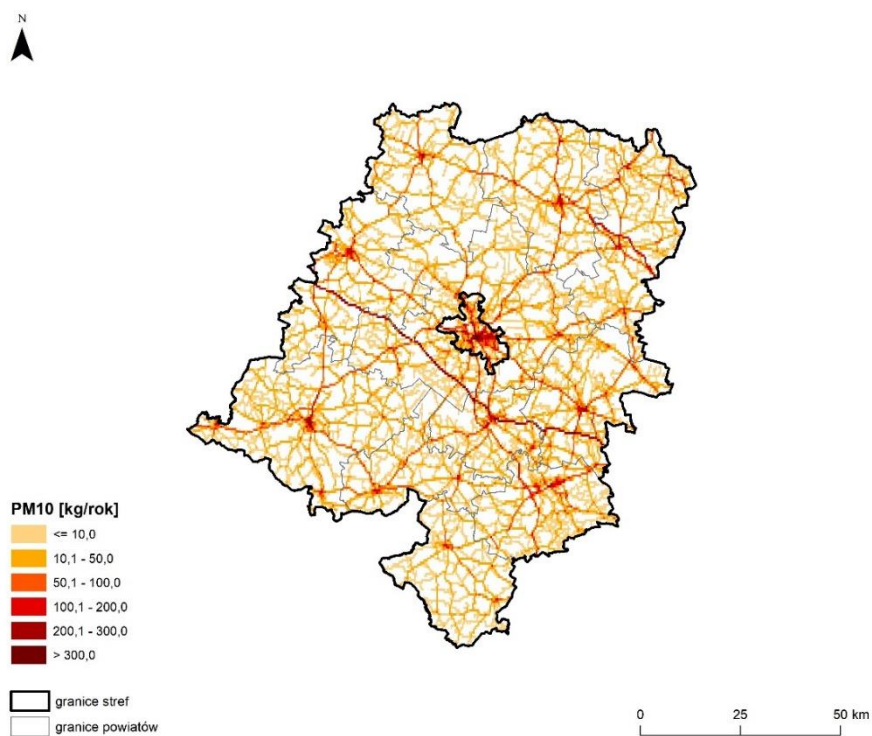 N
PM10 [kg/rok]
<= 10,0
10,1 - 50,0
50,1 - 100,0
100,1 - 200,0
200,1 - 300,0
> 300,0
granice stref
granice powiatów
0 25 50 km